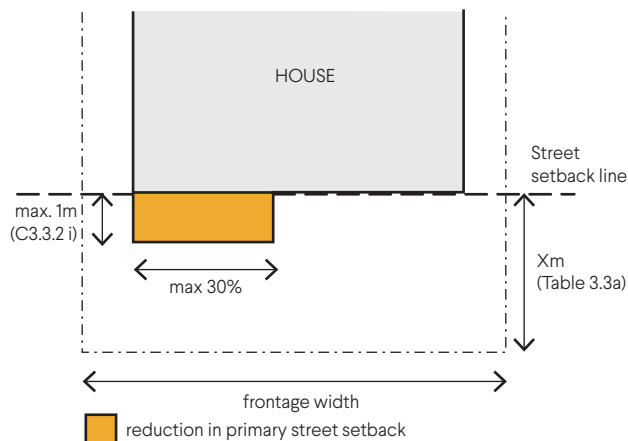 HOUSE
Street
setback line
max. 1m
(C3.3.2 i)
max 30%
Xm
(Table 3.3a)
frontage width
reduction in primary street setback